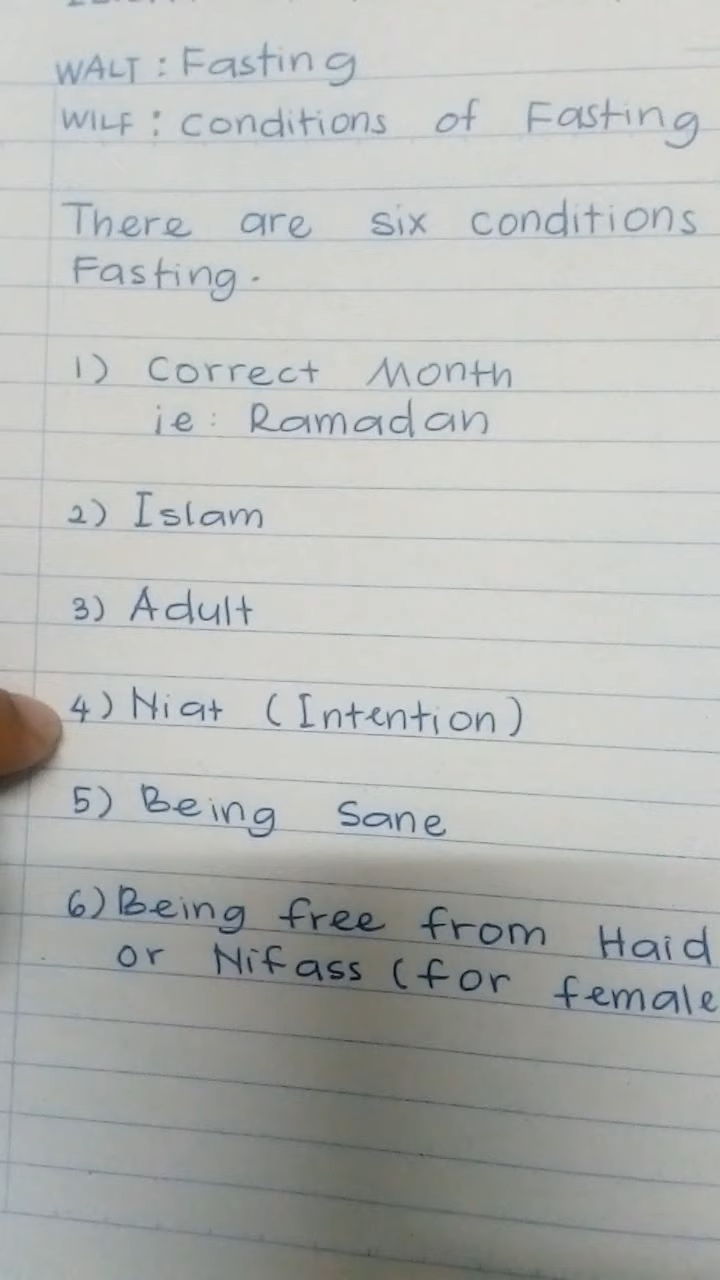 WALT : Fasting
WILF : conditions of Fasting
There are six conditions
Fasting.
1) Correct Month
ie : Ramadan
2) Islam
3) Adult
4) Niat (Intention)
5) Being Sane
6) Being free from Haid
or Nifass (for female